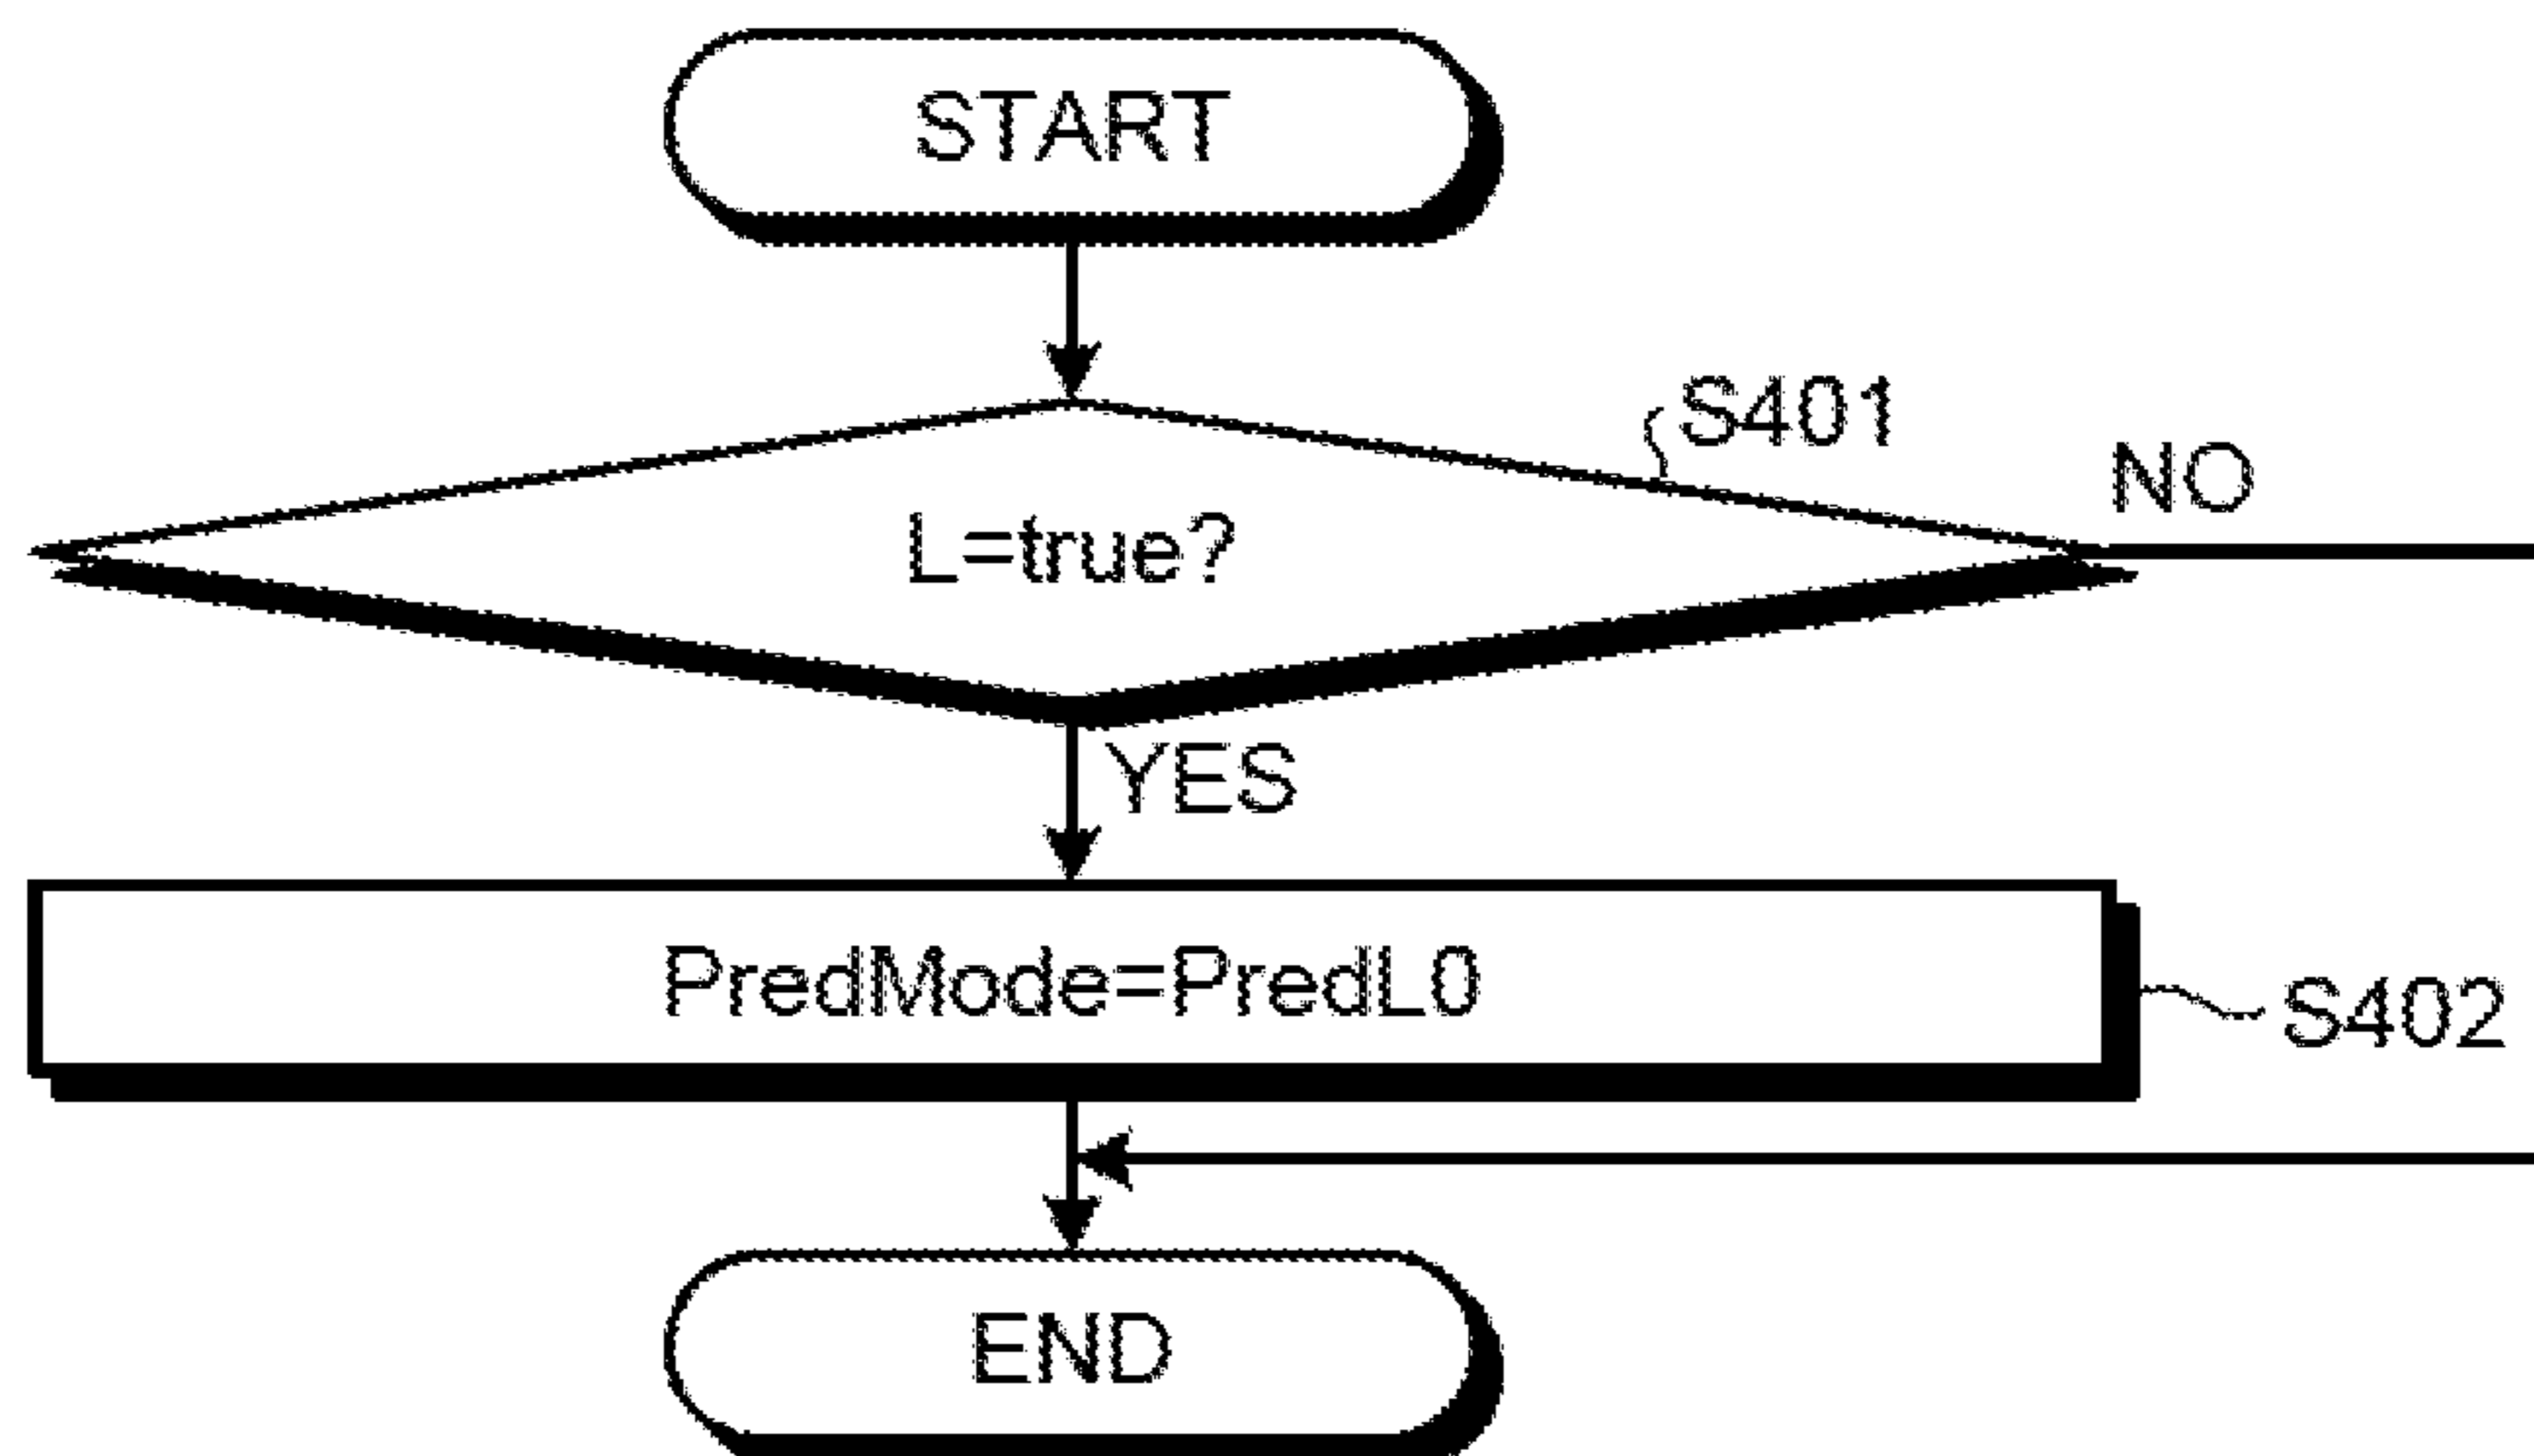 START
S401
NO
L=true?
YES
PredMode=PredL0
S402
END